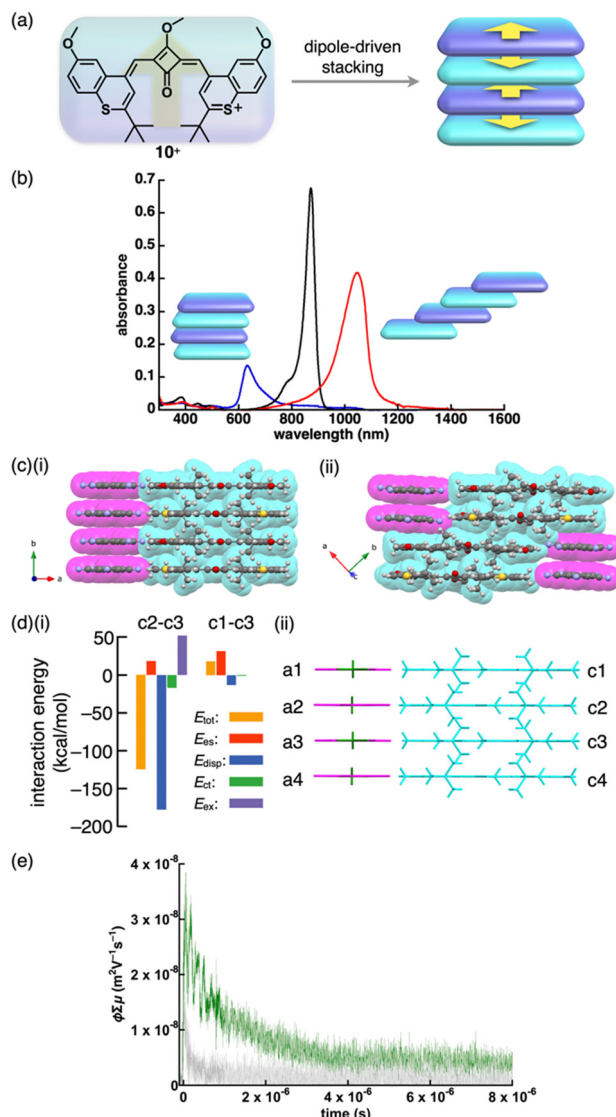 (a)
O
O
O
O
S
S+
10+
dipole-driven
stacking
(b)
0.7
0.6
0.5
0.4
0.3
0.2
0.1
0
absorbance
400 600 800 1000 1200 1400 1600
wavelength (nm)
(c)(i)
b
a
(ii)
a
b
c
(d)(i)
c2-c3 c1-c3
50
0
−50
−100
−150
−200
interaction energy
(kcal/mol)
Etot:
Ees:
Edisp:
Ect:
Eex:
(ii)
a1 c1
a2 c2
a3 c3
a4 c4
(e)
4 x 10-8
3 x 10-8
2 x 10-8
1 x 10-8
0
ϕΣμ (m2V−1s−1)
0 2 x 10-6 4 x 10-6 6 x 10-6 8 x 10-6
time (s)